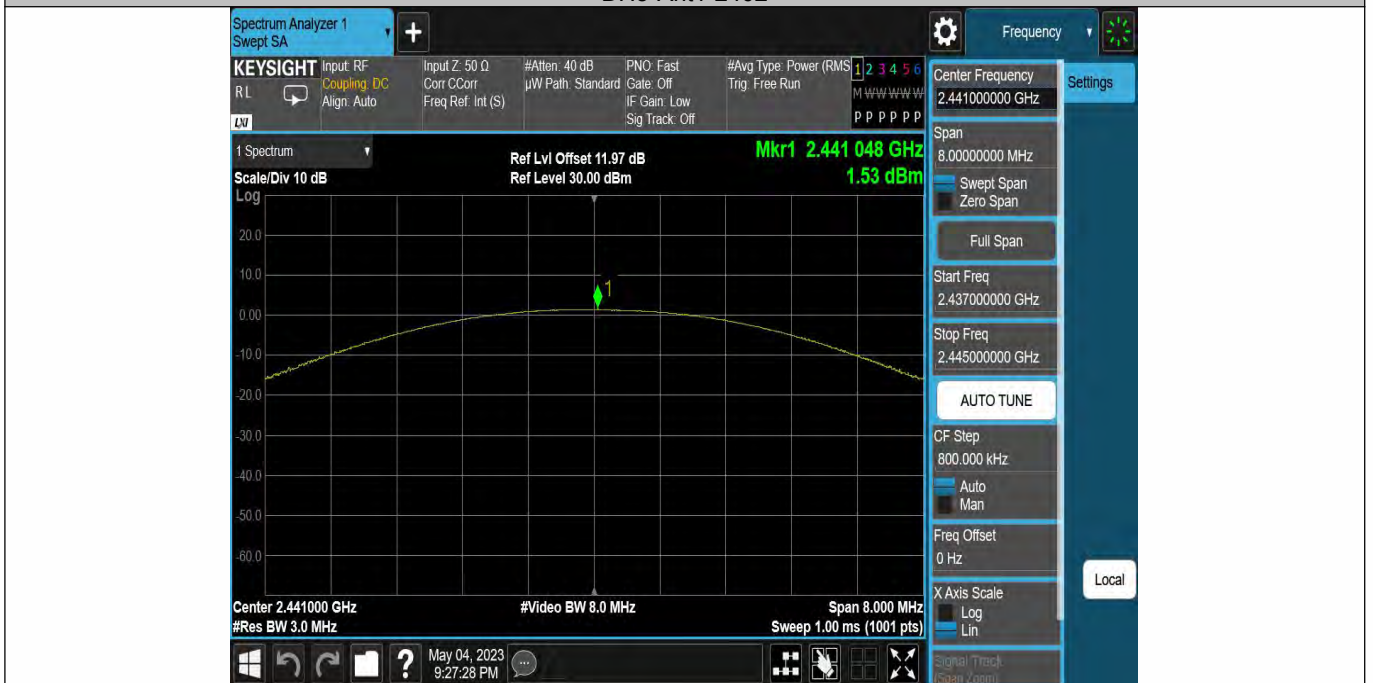 Spectrum Analyzer 1
Swept SA
Frequency
KEYSIGHT
RL
LXI
Input: RF
Coupling: DC
Align: Auto
Input Z: 50 Ω
Corr CCorr
Freq Ref: Int (S)
#Atten: 40 dB
µW Path: Standard
PNO: Fast
Gate: Off
IF Gain: Low
Sig Track: Off
#Avg Type: Power (RMS
Trig: Free Run
1 2 3 4 5 6
M W W W W W
P P P P P P
Center Frequency
2.441000000 GHz
Settings
Span
8.00000000 MHz
Swept Span
Zero Span
Full Span
Start Freq
2.437000000 GHz
Stop Freq
2.445000000 GHz
AUTO TUNE
CF Step
800.000 kHz
Auto
Man
Freq Offset
0 Hz
X Axis Scale
Log
Lin
Signal Track
(Span Zoom)
Local
1 Spectrum
Scale/Div 10 dB
Log
Ref Lvl Offset 11.97 dB
Ref Level 30.00 dBm
Mkr1 2.441 048 GHz
1.53 dBm
20.0
10.0
1
0.00
-10.0
-20.0
-30.0
-40.0
-50.0
-60.0
Center 2.441000 GHz
#Res BW 3.0 MHz
#Video BW 8.0 MHz
Span 8.000 MHz
Sweep 1.00 ms (1001 pts)
?
May 04, 2023
9:27:28 PM